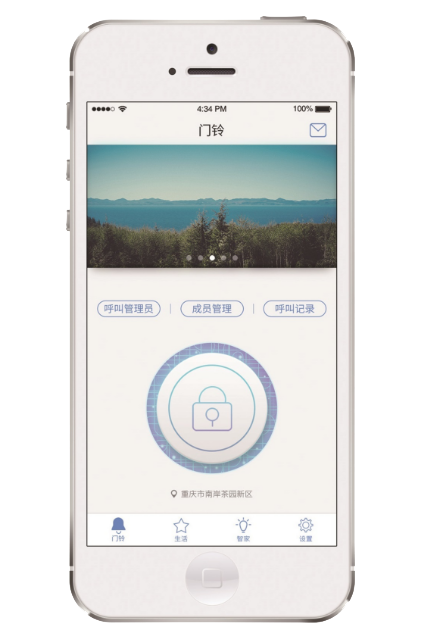 4:34 PM 100%
门铃
呼叫管理员 | 成员管理 | 呼叫记录
重庆市南岸茶园新区
门铃 生活 智家 设置